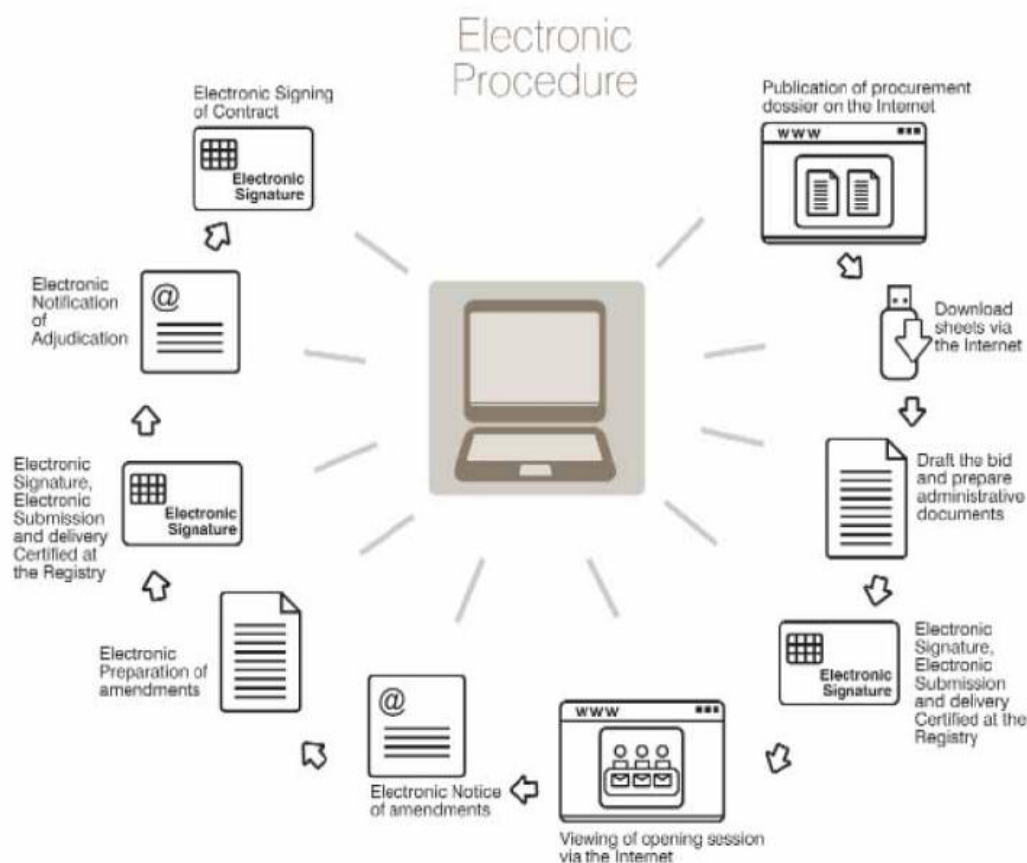 Electronic
Procedure
Publication of procurement
dossier on the Internet
WWW
Download
sheets via
the Internet
Draft the bid
and prepare
administrative
documents
Electronic
Signature
Electronic
Signature,
Electronic
Submission
and delivery
Certified at the
Registry
WWW
Viewing of opening session
via the Internet
@
Electronic Notice
of amendments
Electronic
Preparation of
amendments
Electronic
Signature,
Electronic
Submission
and delivery
Certified at
the Registry
Electronic
Signature
Electronic
Notification
of
Adjudication
@
Electronic Signing
of Contract
Electronic
Signature